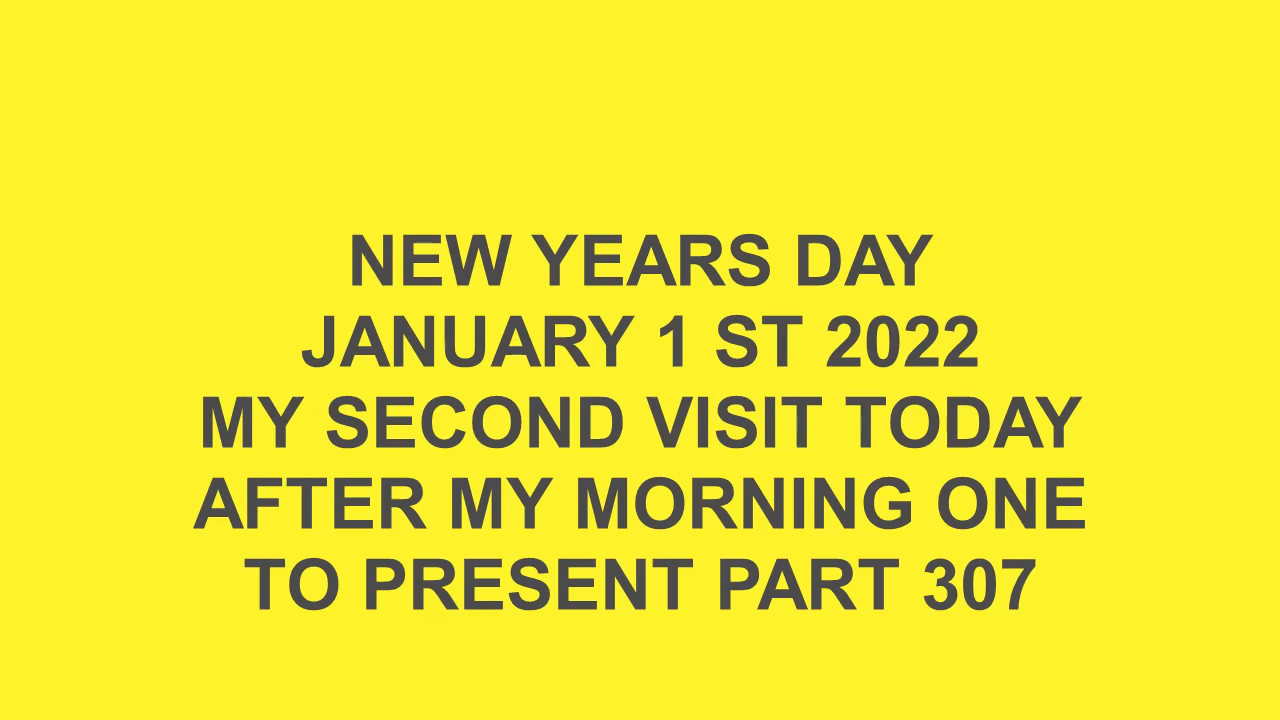 NEW YEARS DAY
JANUARY 1 ST 2022
MY SECOND VISIT TODAY
AFTER MY MORNING ONE
TO PRESENT PART 307